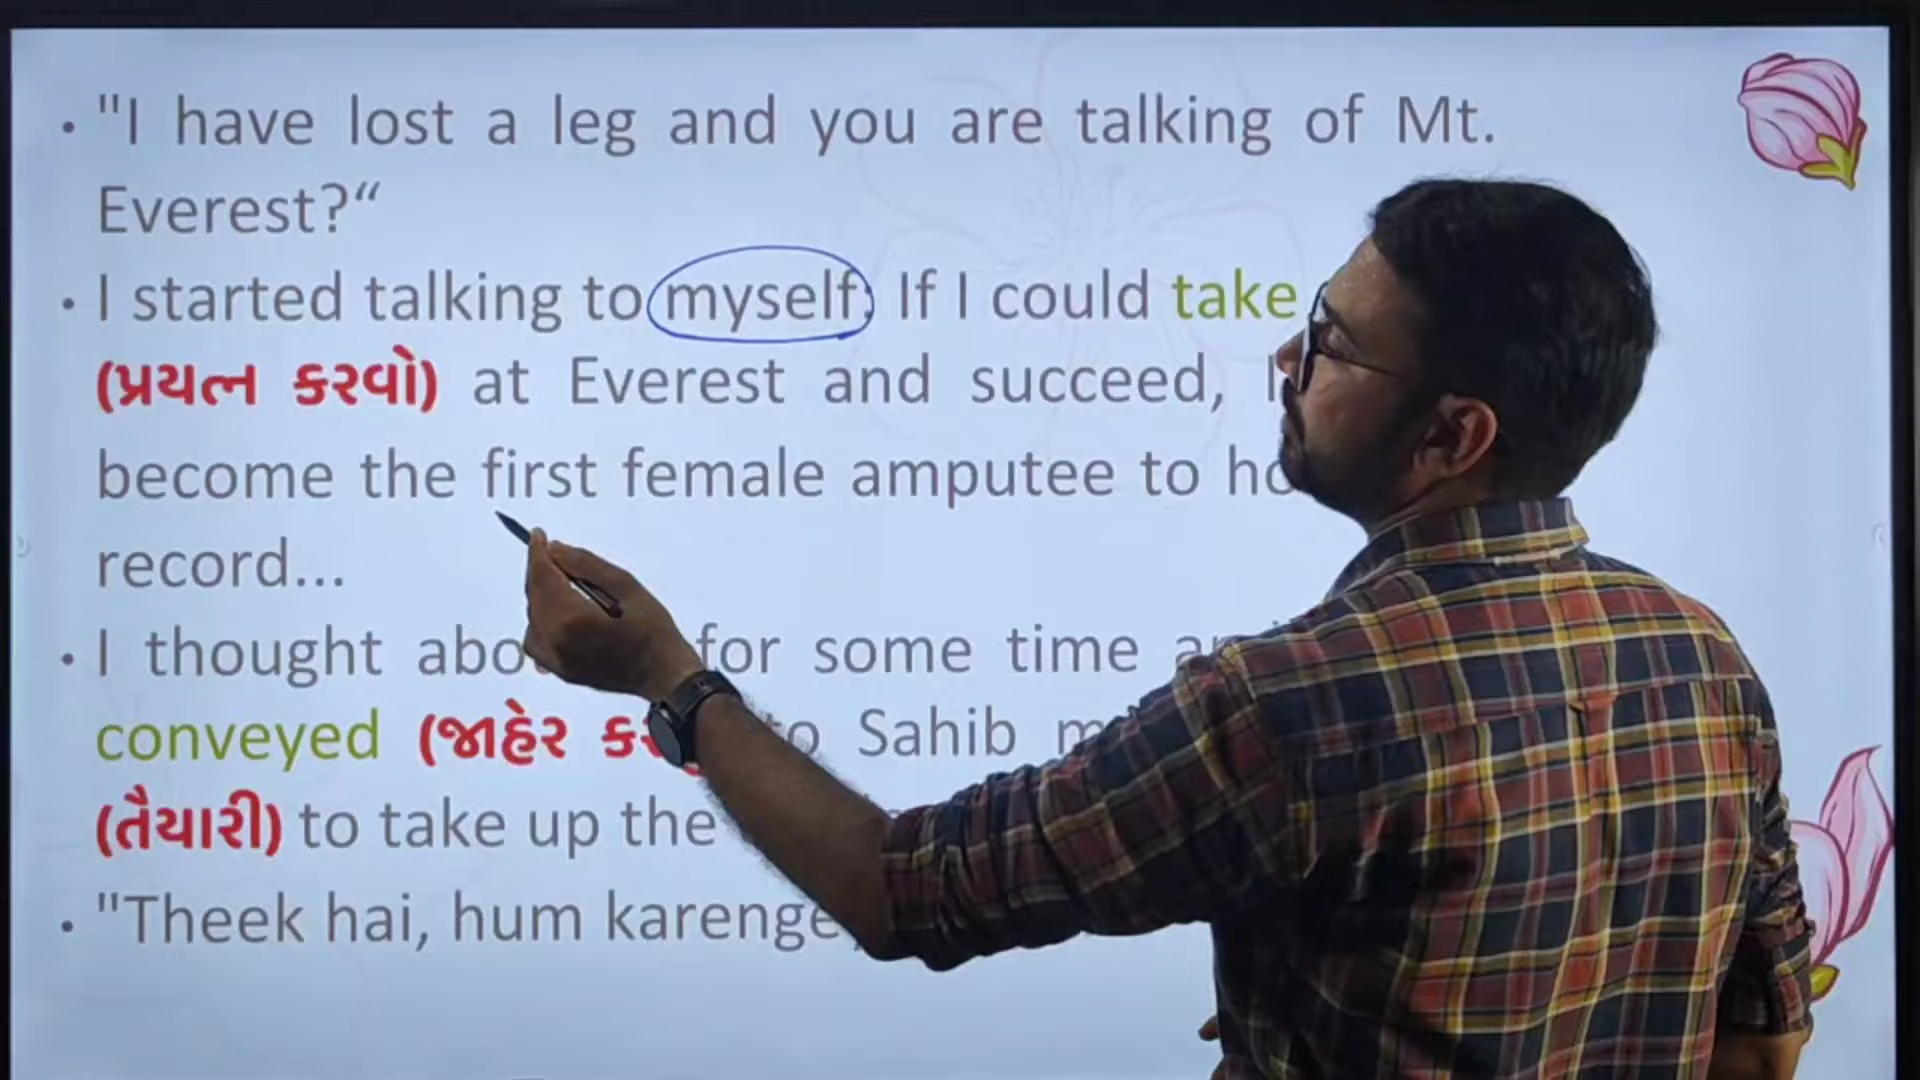 • "I have lost a leg and you are talking of Mt.
Everest?“
• I started talking to myself. If I could take
(પ્રયત્ન કરવો) at Everest and succeed, I
become the first female amputee to
record...
• I thought for some time
conveyed (જાહેર to Sahib
(તૈયારી) to take up the
• "Theek hai, hum karenge